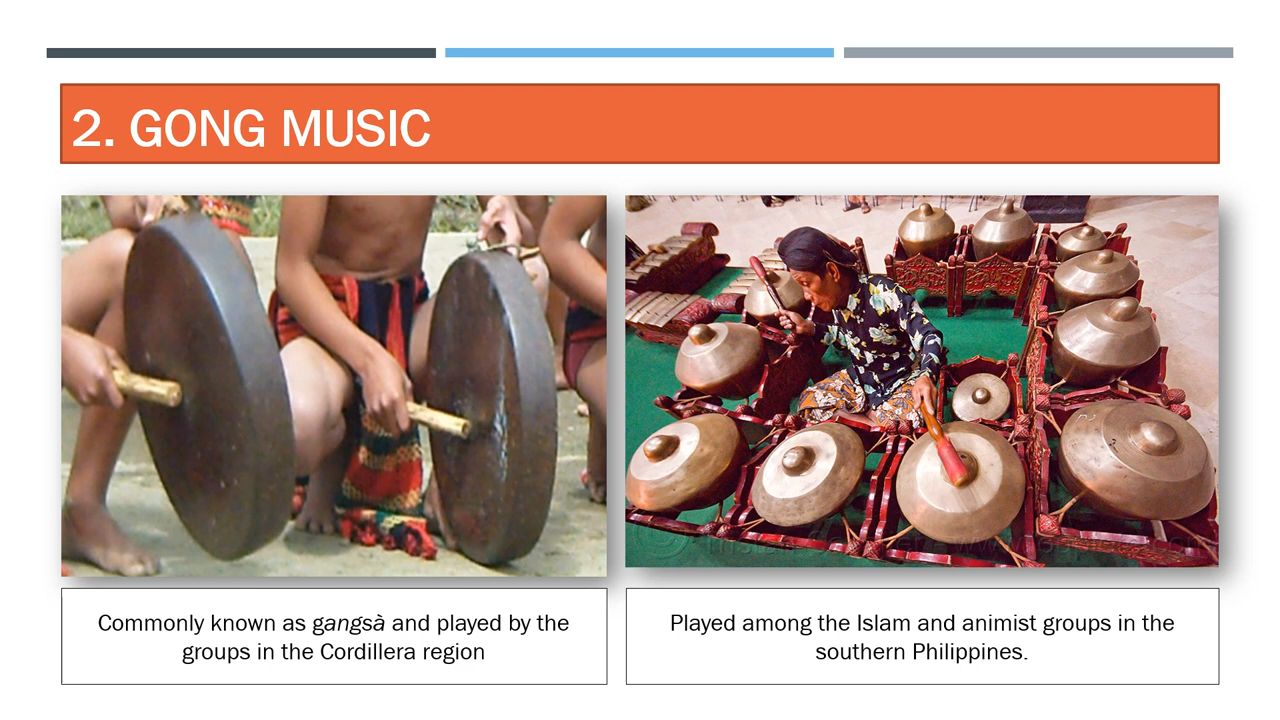 2. GONG MUSIC
Commonly known as gangsà and played by the
groups in the Cordillera region
Played among the Islam and animist groups in the
southern Philippines.